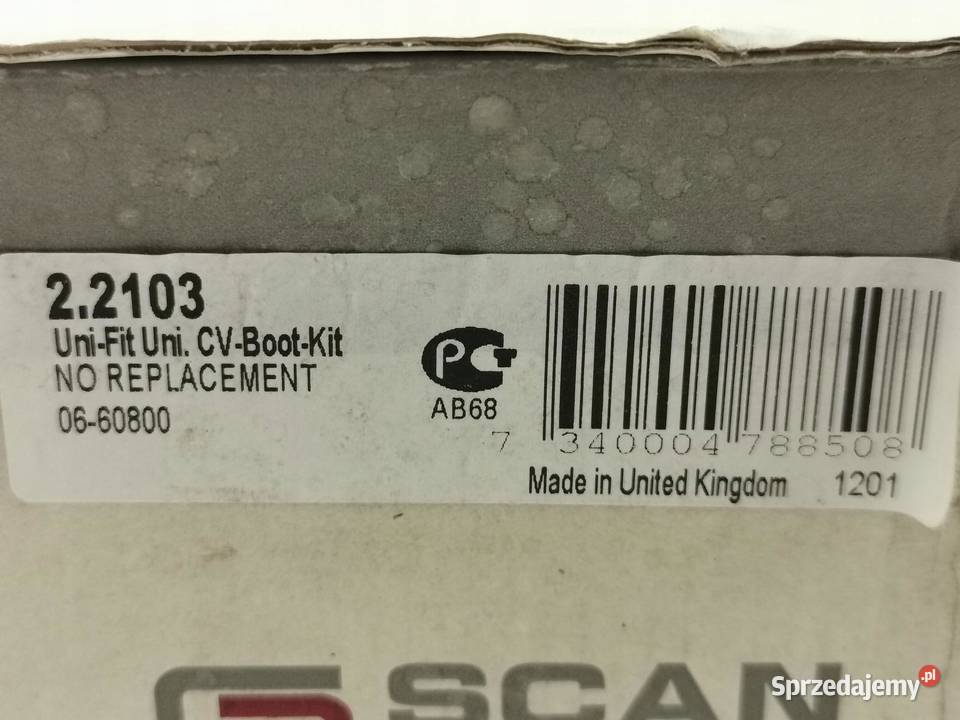 2.2103
Uni-Fit Uni. CV-Boot-Kit
NO REPLACEMENT
06-60800
РСТ
AB68
7 340004 788508
Made in United Kingdom 1201
SCAN
Sprzedajemy.pl